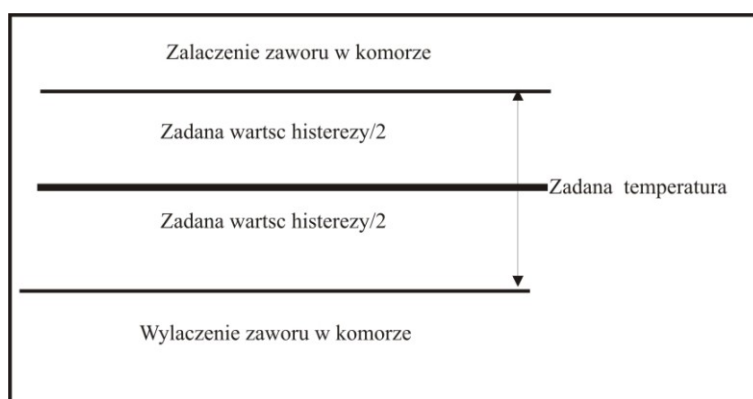 Zalaczenie zaworu w komorze
Zadana wartsc histerezy/2
Zadana temperatura
Zadana wartsc histerezy/2
Wylaczenie zaworu w komorze